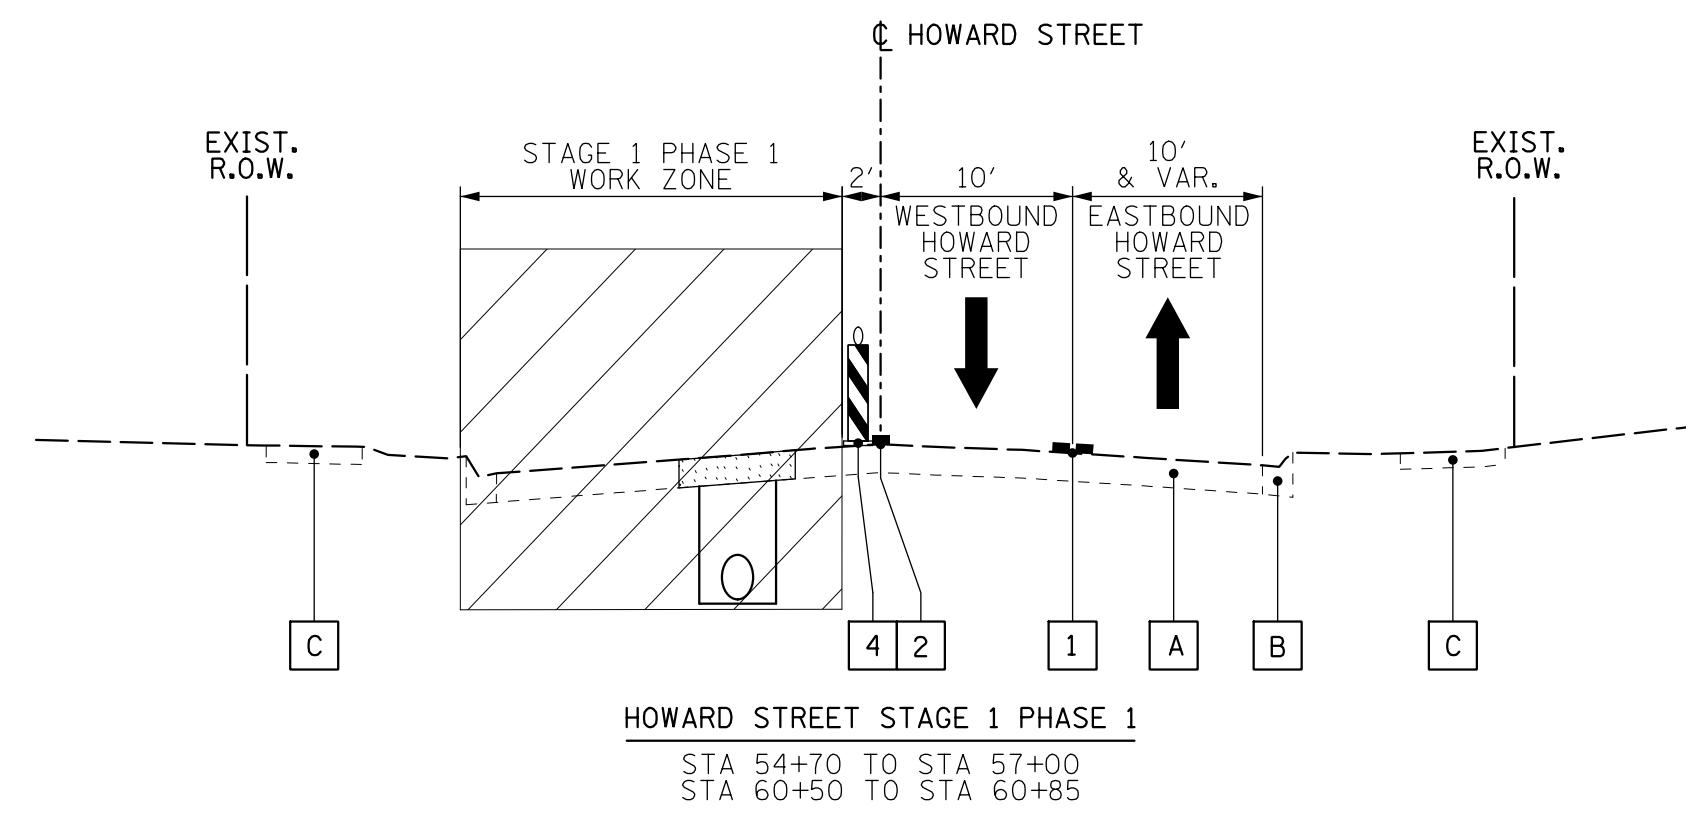 ℄ HOWARD STREET
EXIST.
R.O.W.
STAGE 1 PHASE 1
WORK ZONE
2'
10'
10'
& VAR.
EXIST.
R.O.W.
WESTBOUND
HOWARD
STREET
EASTBOUND
HOWARD
STREET
C
4
2
1
A
B
C
HOWARD STREET STAGE 1 PHASE 1
STA 54+70 TO STA 57+00
STA 60+50 TO STA 60+85